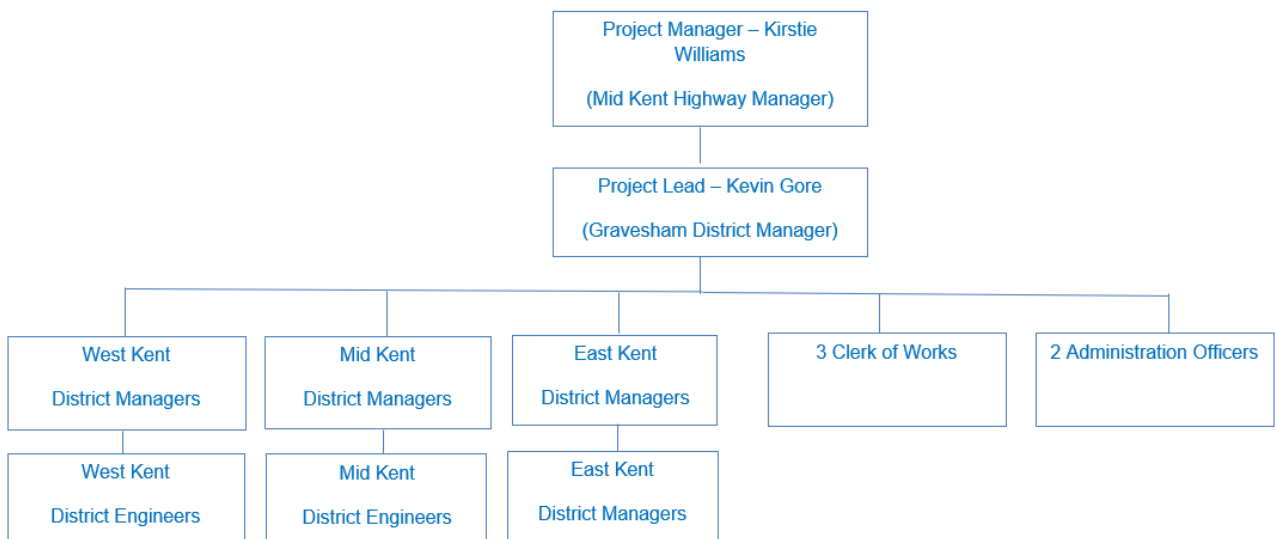 Project Manager – Kirstie
Williams
(Mid Kent Highway Manager)
Project Lead – Kevin Gore
(Gravesham District Manager)
West Kent
District Managers
Mid Kent
District Managers
East Kent
District Managers
3 Clerk of Works
2 Administration Officers
West Kent
District Engineers
Mid Kent
District Engineers
East Kent
District Managers